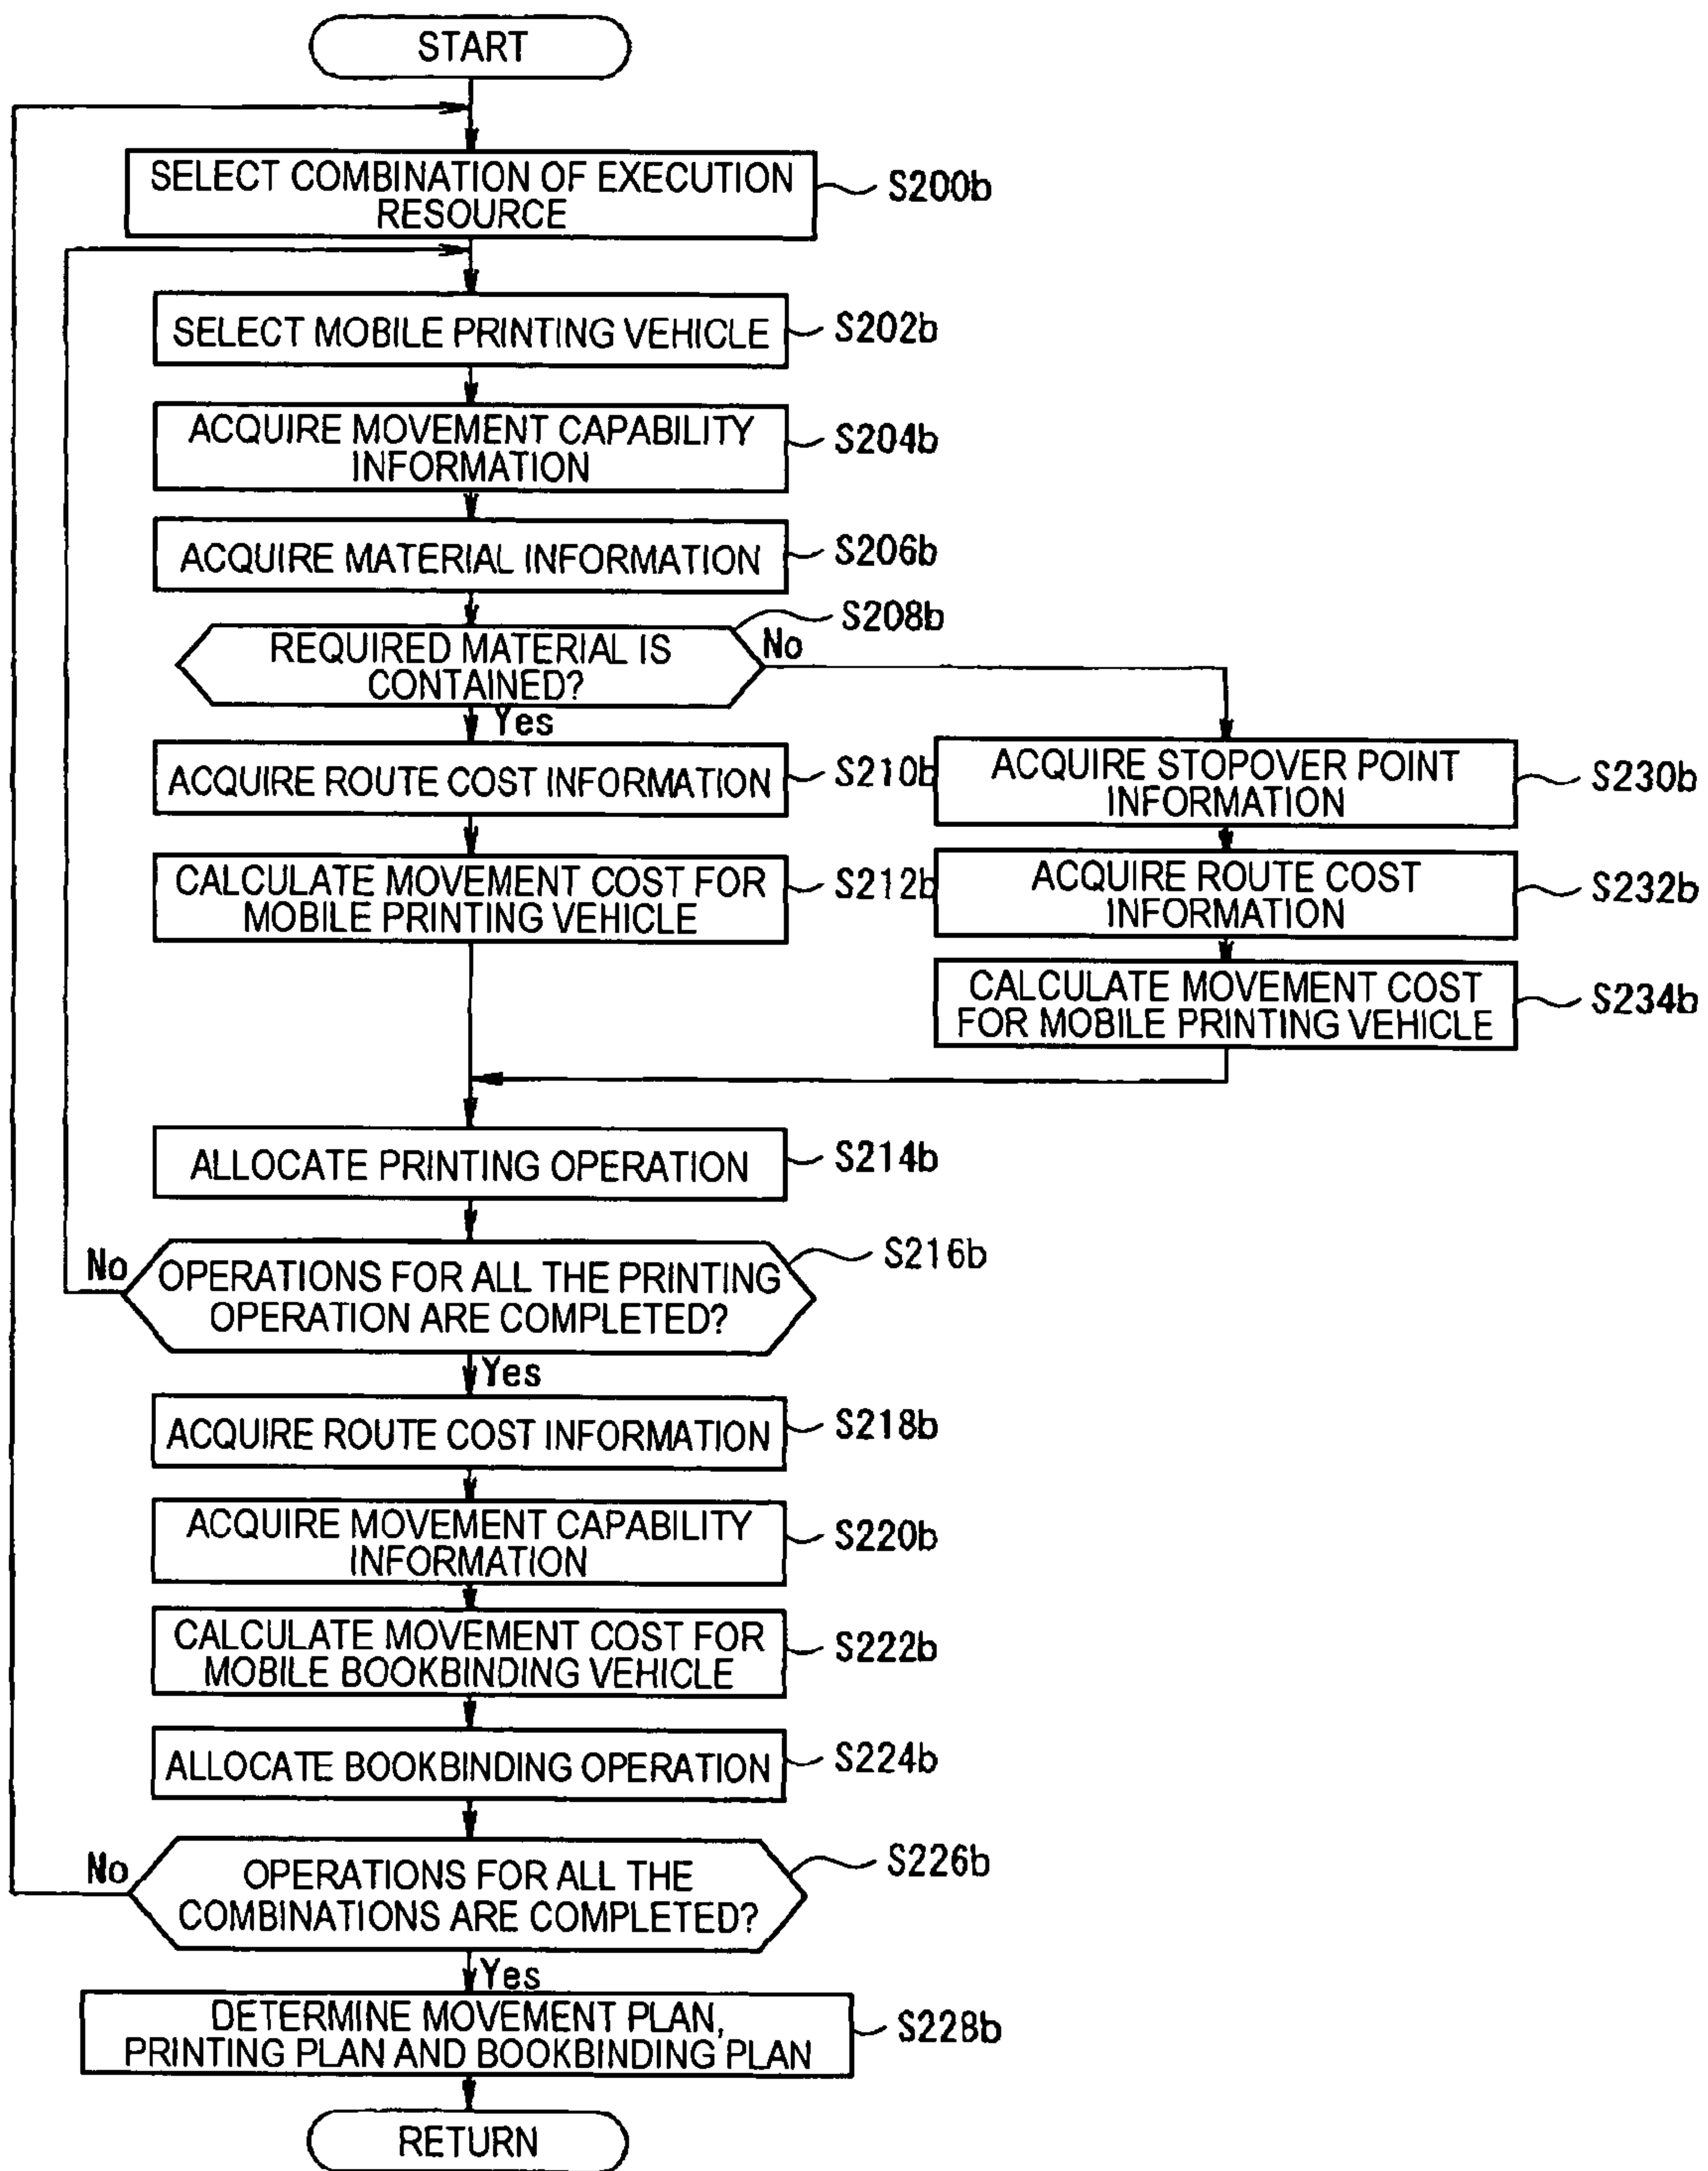 START
SELECT COMBINATION OF EXECUTION
RESOURCE
S200b
SELECT MOBILE PRINTING VEHICLE
S202b
ACQUIRE MOVEMENT CAPABILITY
INFORMATION
S204b
ACQUIRE MATERIAL INFORMATION
S206b
REQUIRED MATERIAL IS
CONTAINED?
S208b
No
Yes
ACQUIRE ROUTE COST INFORMATION
S210b
CALCULATE MOVEMENT COST FOR
MOBILE PRINTING VEHICLE
S212b
ACQUIRE STOPOVER POINT
INFORMATION
S230b
ACQUIRE ROUTE COST
INFORMATION
S232b
CALCULATE MOVEMENT COST
FOR MOBILE PRINTING VEHICLE
S234b
ALLOCATE PRINTING OPERATION
S214b
OPERATIONS FOR ALL THE PRINTING
OPERATION ARE COMPLETED?
S216b
No
Yes
ACQUIRE ROUTE COST INFORMATION
S218b
ACQUIRE MOVEMENT CAPABILITY
INFORMATION
S220b
CALCULATE MOVEMENT COST FOR
MOBILE BOOKBINDING VEHICLE
S222b
ALLOCATE BOOKBINDING OPERATION
S224b
OPERATIONS FOR ALL THE
COMBINATIONS ARE COMPLETED?
S226b
No
Yes
DETERMINE MOVEMENT PLAN,
PRINTING PLAN AND BOOKBINDING PLAN
S228b
RETURN